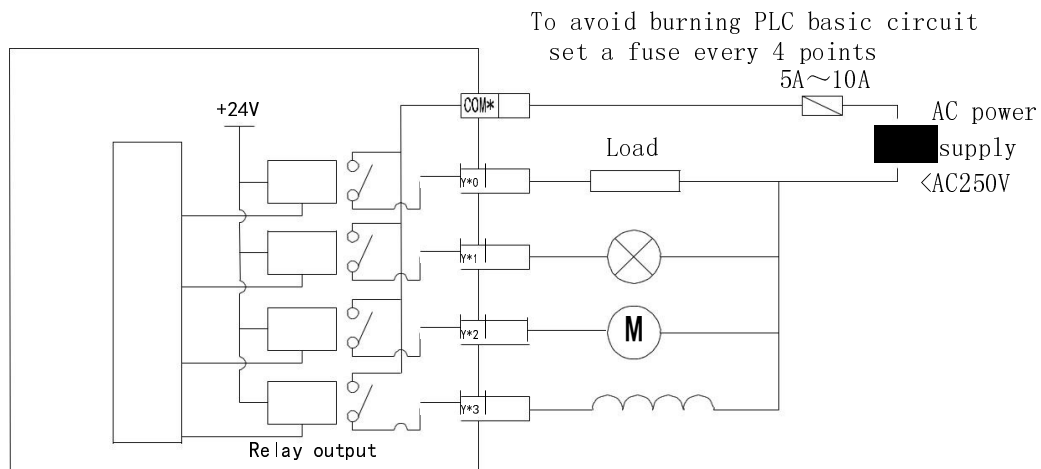 To avoid burning PLC basic circuit
set a fuse every 4 points
5A～10A
+24V
COM*
AC power
supply
<AC250V
Load
Y*0
Y*1
Y*2
M
Y*3
Relay output